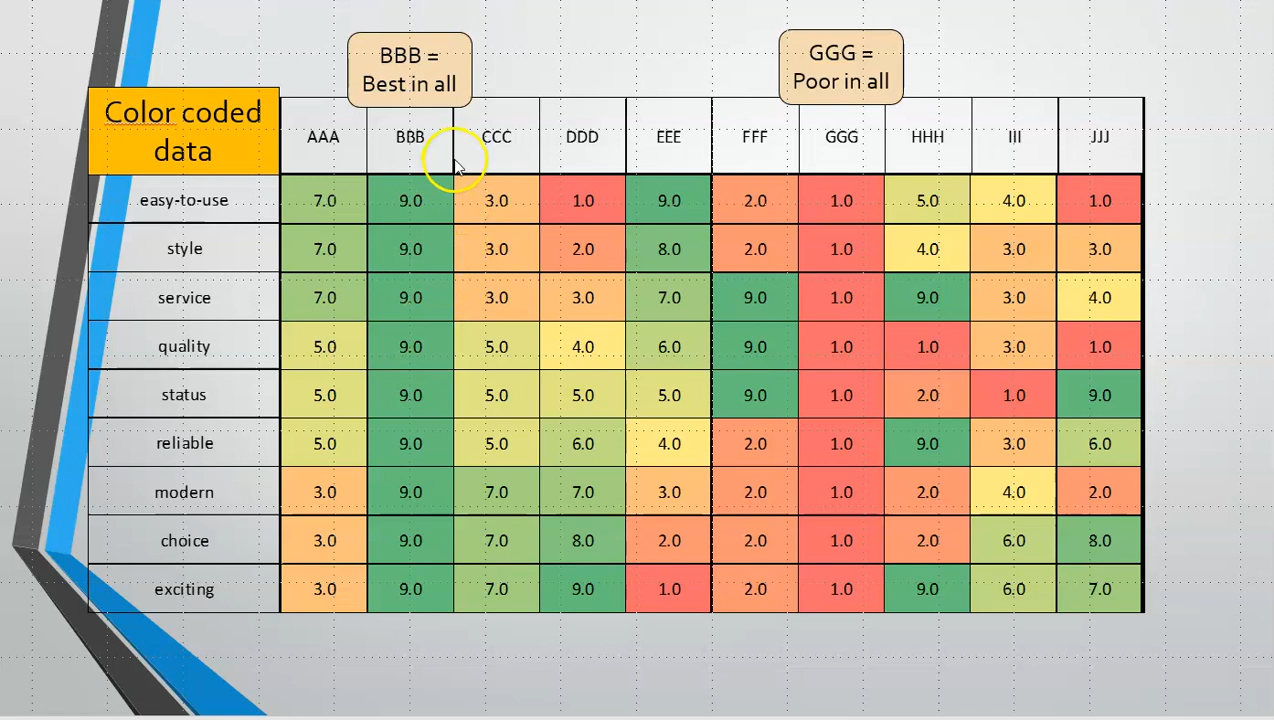 BBB =
Best in all
GGG =
Poor in all
Color coded
data
AAA BBB CCC DDD EEE FFF GGG HHH III JJJ
easy-to-use 7.0 9.0 3.0 1.0 9.0 2.0 1.0 5.0 4.0 1.0
style 7.0 9.0 3.0 2.0 8.0 2.0 1.0 4.0 3.0 3.0
service 7.0 9.0 3.0 3.0 7.0 9.0 1.0 9.0 3.0 4.0
quality 5.0 9.0 5.0 4.0 6.0 9.0 1.0 1.0 3.0 1.0
status 5.0 9.0 5.0 5.0 5.0 9.0 1.0 2.0 1.0 9.0
reliable 5.0 9.0 5.0 6.0 4.0 2.0 1.0 9.0 3.0 6.0
modern 3.0 9.0 7.0 7.0 3.0 2.0 1.0 2.0 4.0 2.0
choice 3.0 9.0 7.0 8.0 2.0 2.0 1.0 2.0 6.0 8.0
exciting 3.0 9.0 7.0 9.0 1.0 2.0 1.0 9.0 6.0 7.0